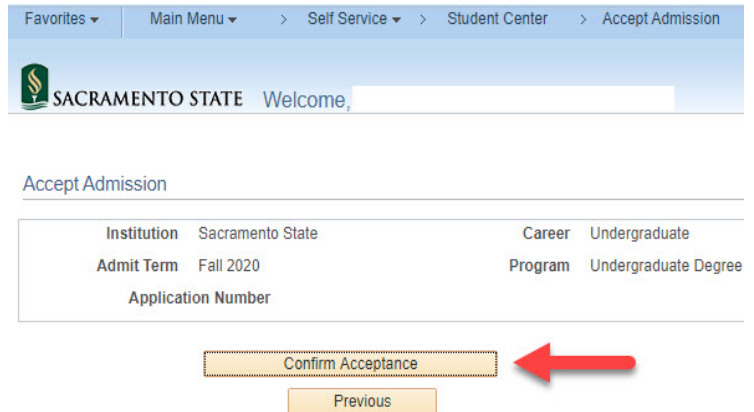 Favorites Main Menu > Self Service > Student Center > Accept Admission
SACRAMENTO STATE Welcome,
Accept Admission
Institution Sacramento State Career Undergraduate
Admit Term Fall 2020 Program Undergraduate Degree
Application Number
Confirm Acceptance
Previous